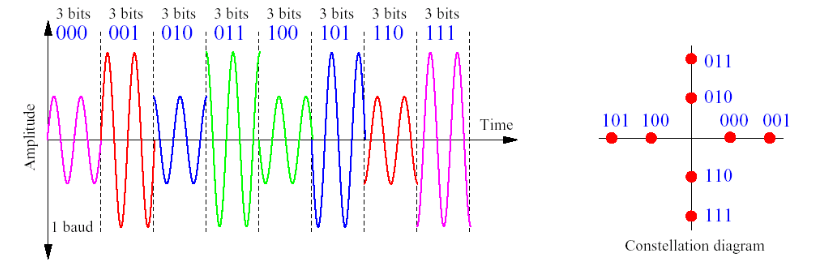 3 bits 3 bits 3 bits 3 bits 3 bits 3 bits 3 bits 3 bits
000 001 010 011 100 101 110 111
Amplitude
Time
1 baud
011
010
101 100 000 001
110
111
Constellation diagram